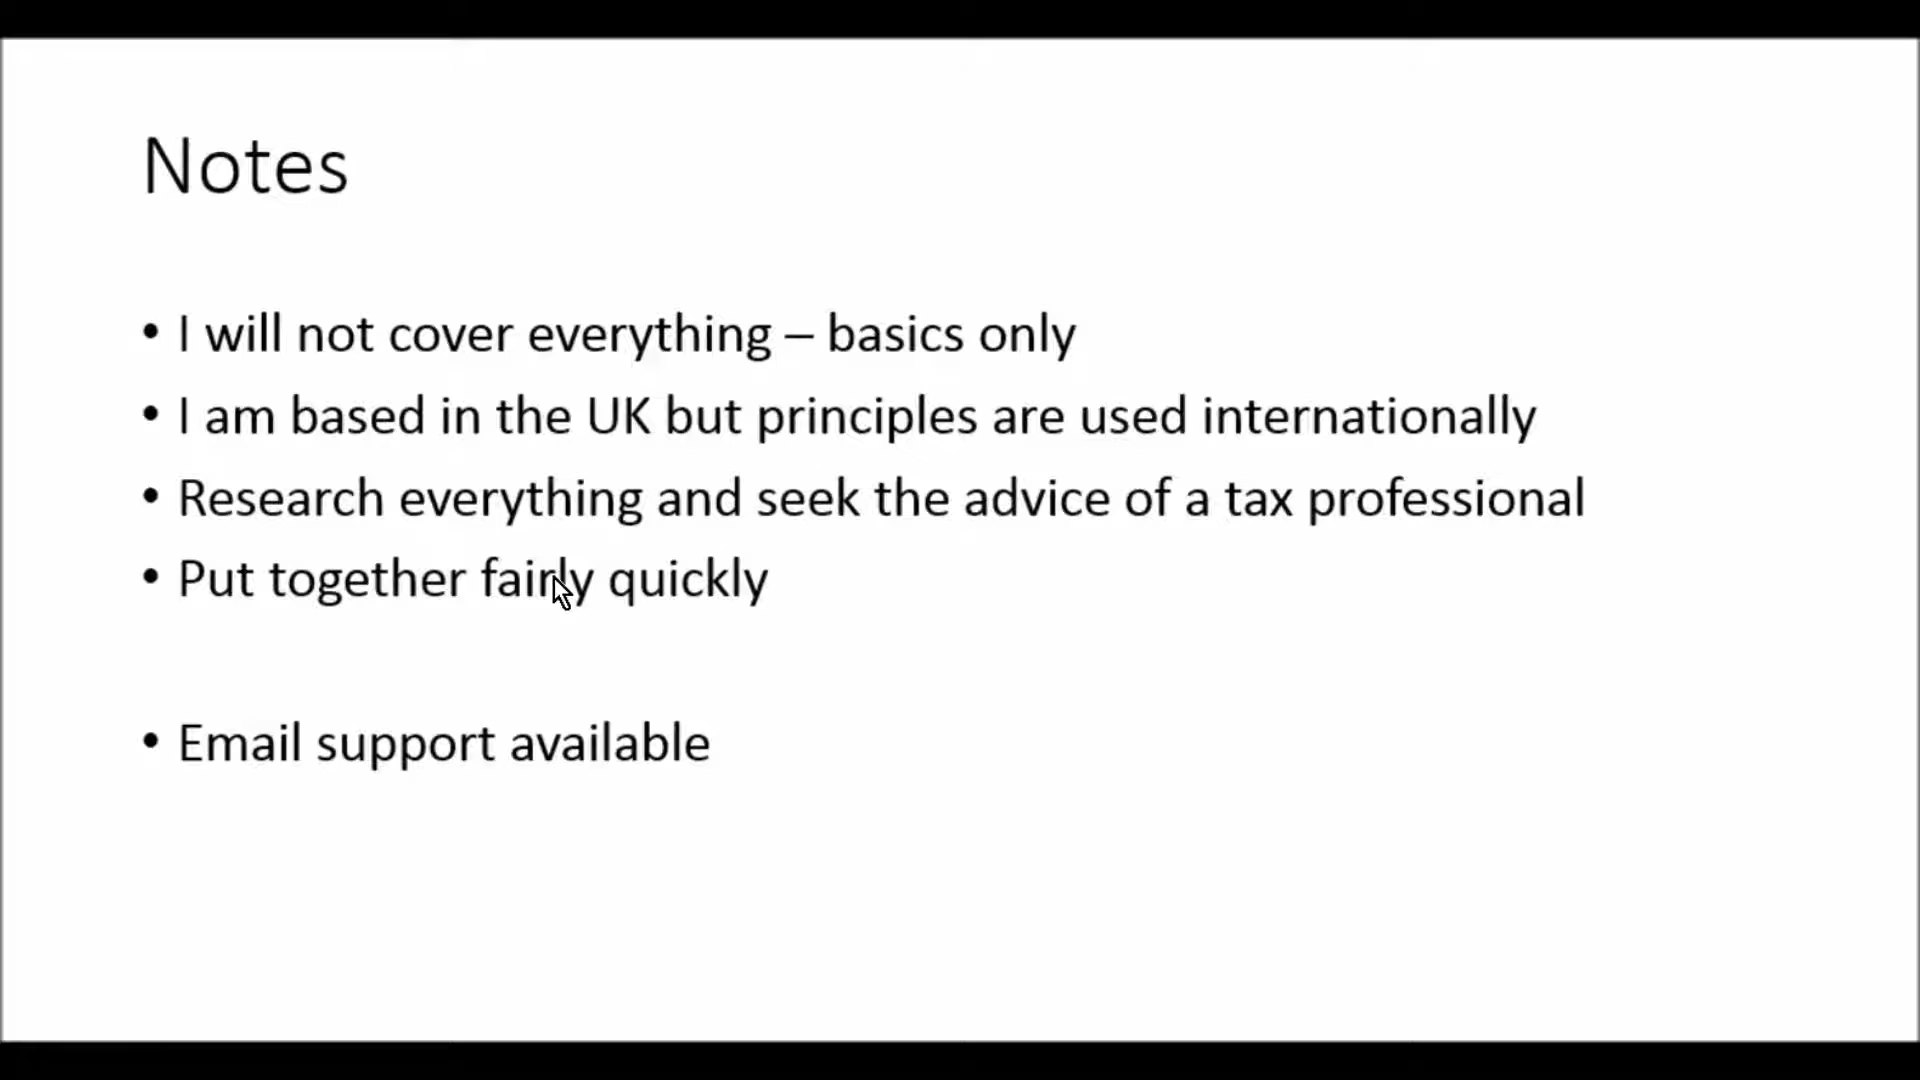 Notes
• I will not cover everything – basics only
• I am based in the UK but principles are used internationally
• Research everything and seek the advice of a tax professional
• Put together fairly quickly
• Email support available